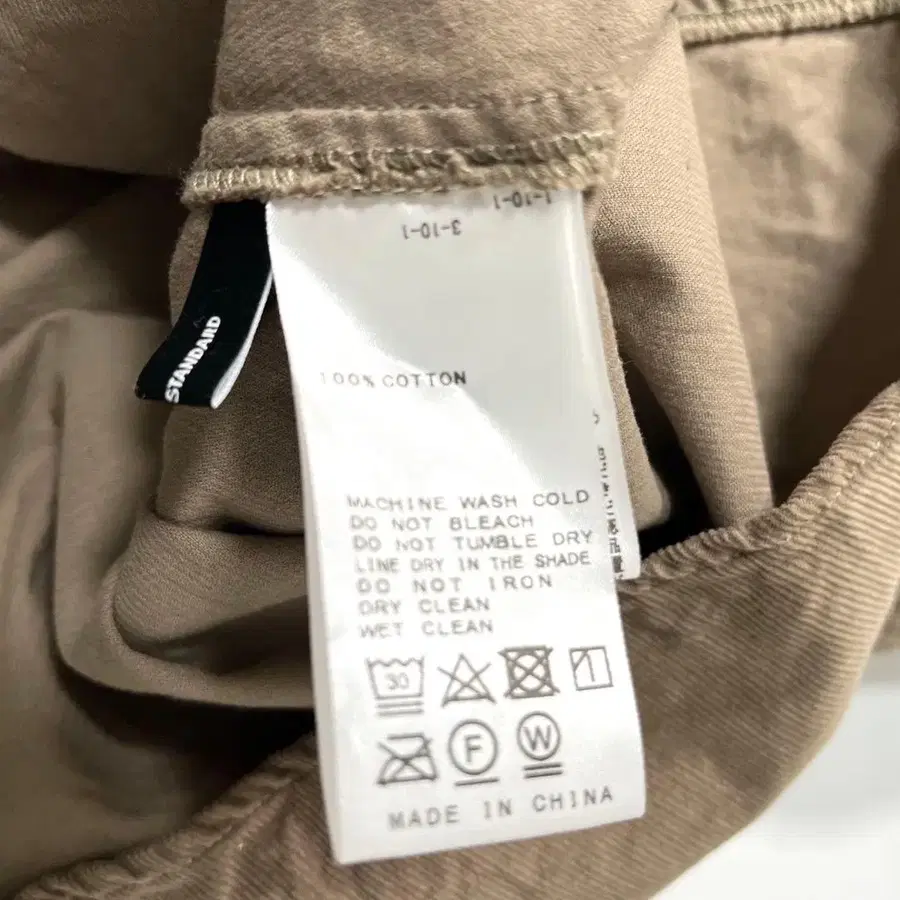 1-10-1
3-10-1
STANDARD
100% COTTON
MACHINE WASH COLD
DO NOT BLEACH
DO NOT TUMBLE DRY
LINE DRY IN THE SHADE
DO NOT IRON
DRY CLEAN
WET CLEAN
30
F
W
MADE IN CHINA